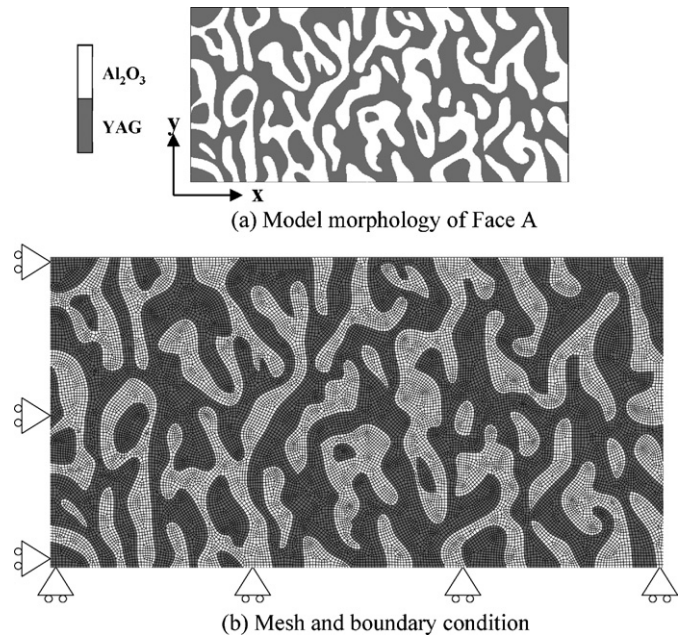 Al₂O₃
YAG
y
x
(a) Model morphology of Face A
(b) Mesh and boundary condition